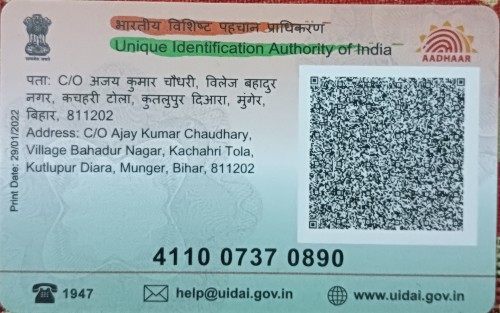 भारतीय विशिष्ट पहचान प्राधिकरण
Unique Identification Authority of India
AADHAAR
पता: C/O अजय कुमार चौधरी, विलेज बहादुर
नगर, कचहरी टोला, कुतलुपुर दिआरा, मुंगेर,
बिहार, 811202
Address: C/O Ajay Kumar Chaudhary,
Village Bahadur Nagar, Kachahri Tola,
Kutlupur Diara, Munger, Bihar, 811202
Print Date: 29/01/2022
4110 0737 0890
1947
help@uidai.gov.in
www.uidai.gov.in